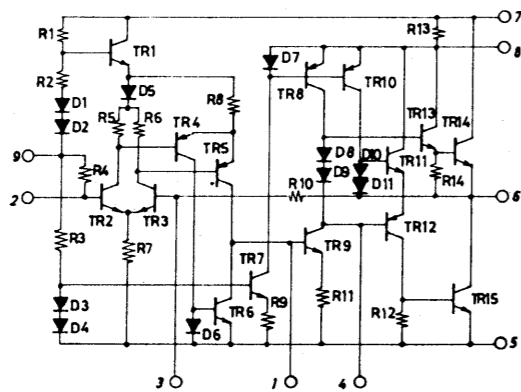 R1
TR1
R13
7
8
R2
D7
D5
R8
TR8
TR10
D1
D2
R5
R6
TR4
TR13
TR14
TR5
D8
D10
TR11
9
R4
D9
D11
R14
R10
2
6
TR2
TR3
TR12
R3
R7
TR7
TR9
D3
R9
R11
TR15
D4
TR6
D6
R12
5
3
1
4